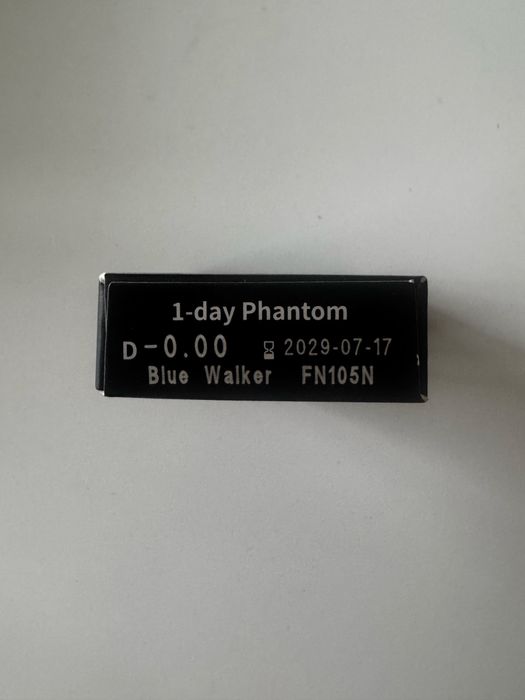 1-day Phantom
D -0.00 ⌛ 2029-07-17
Blue Walker FN105N